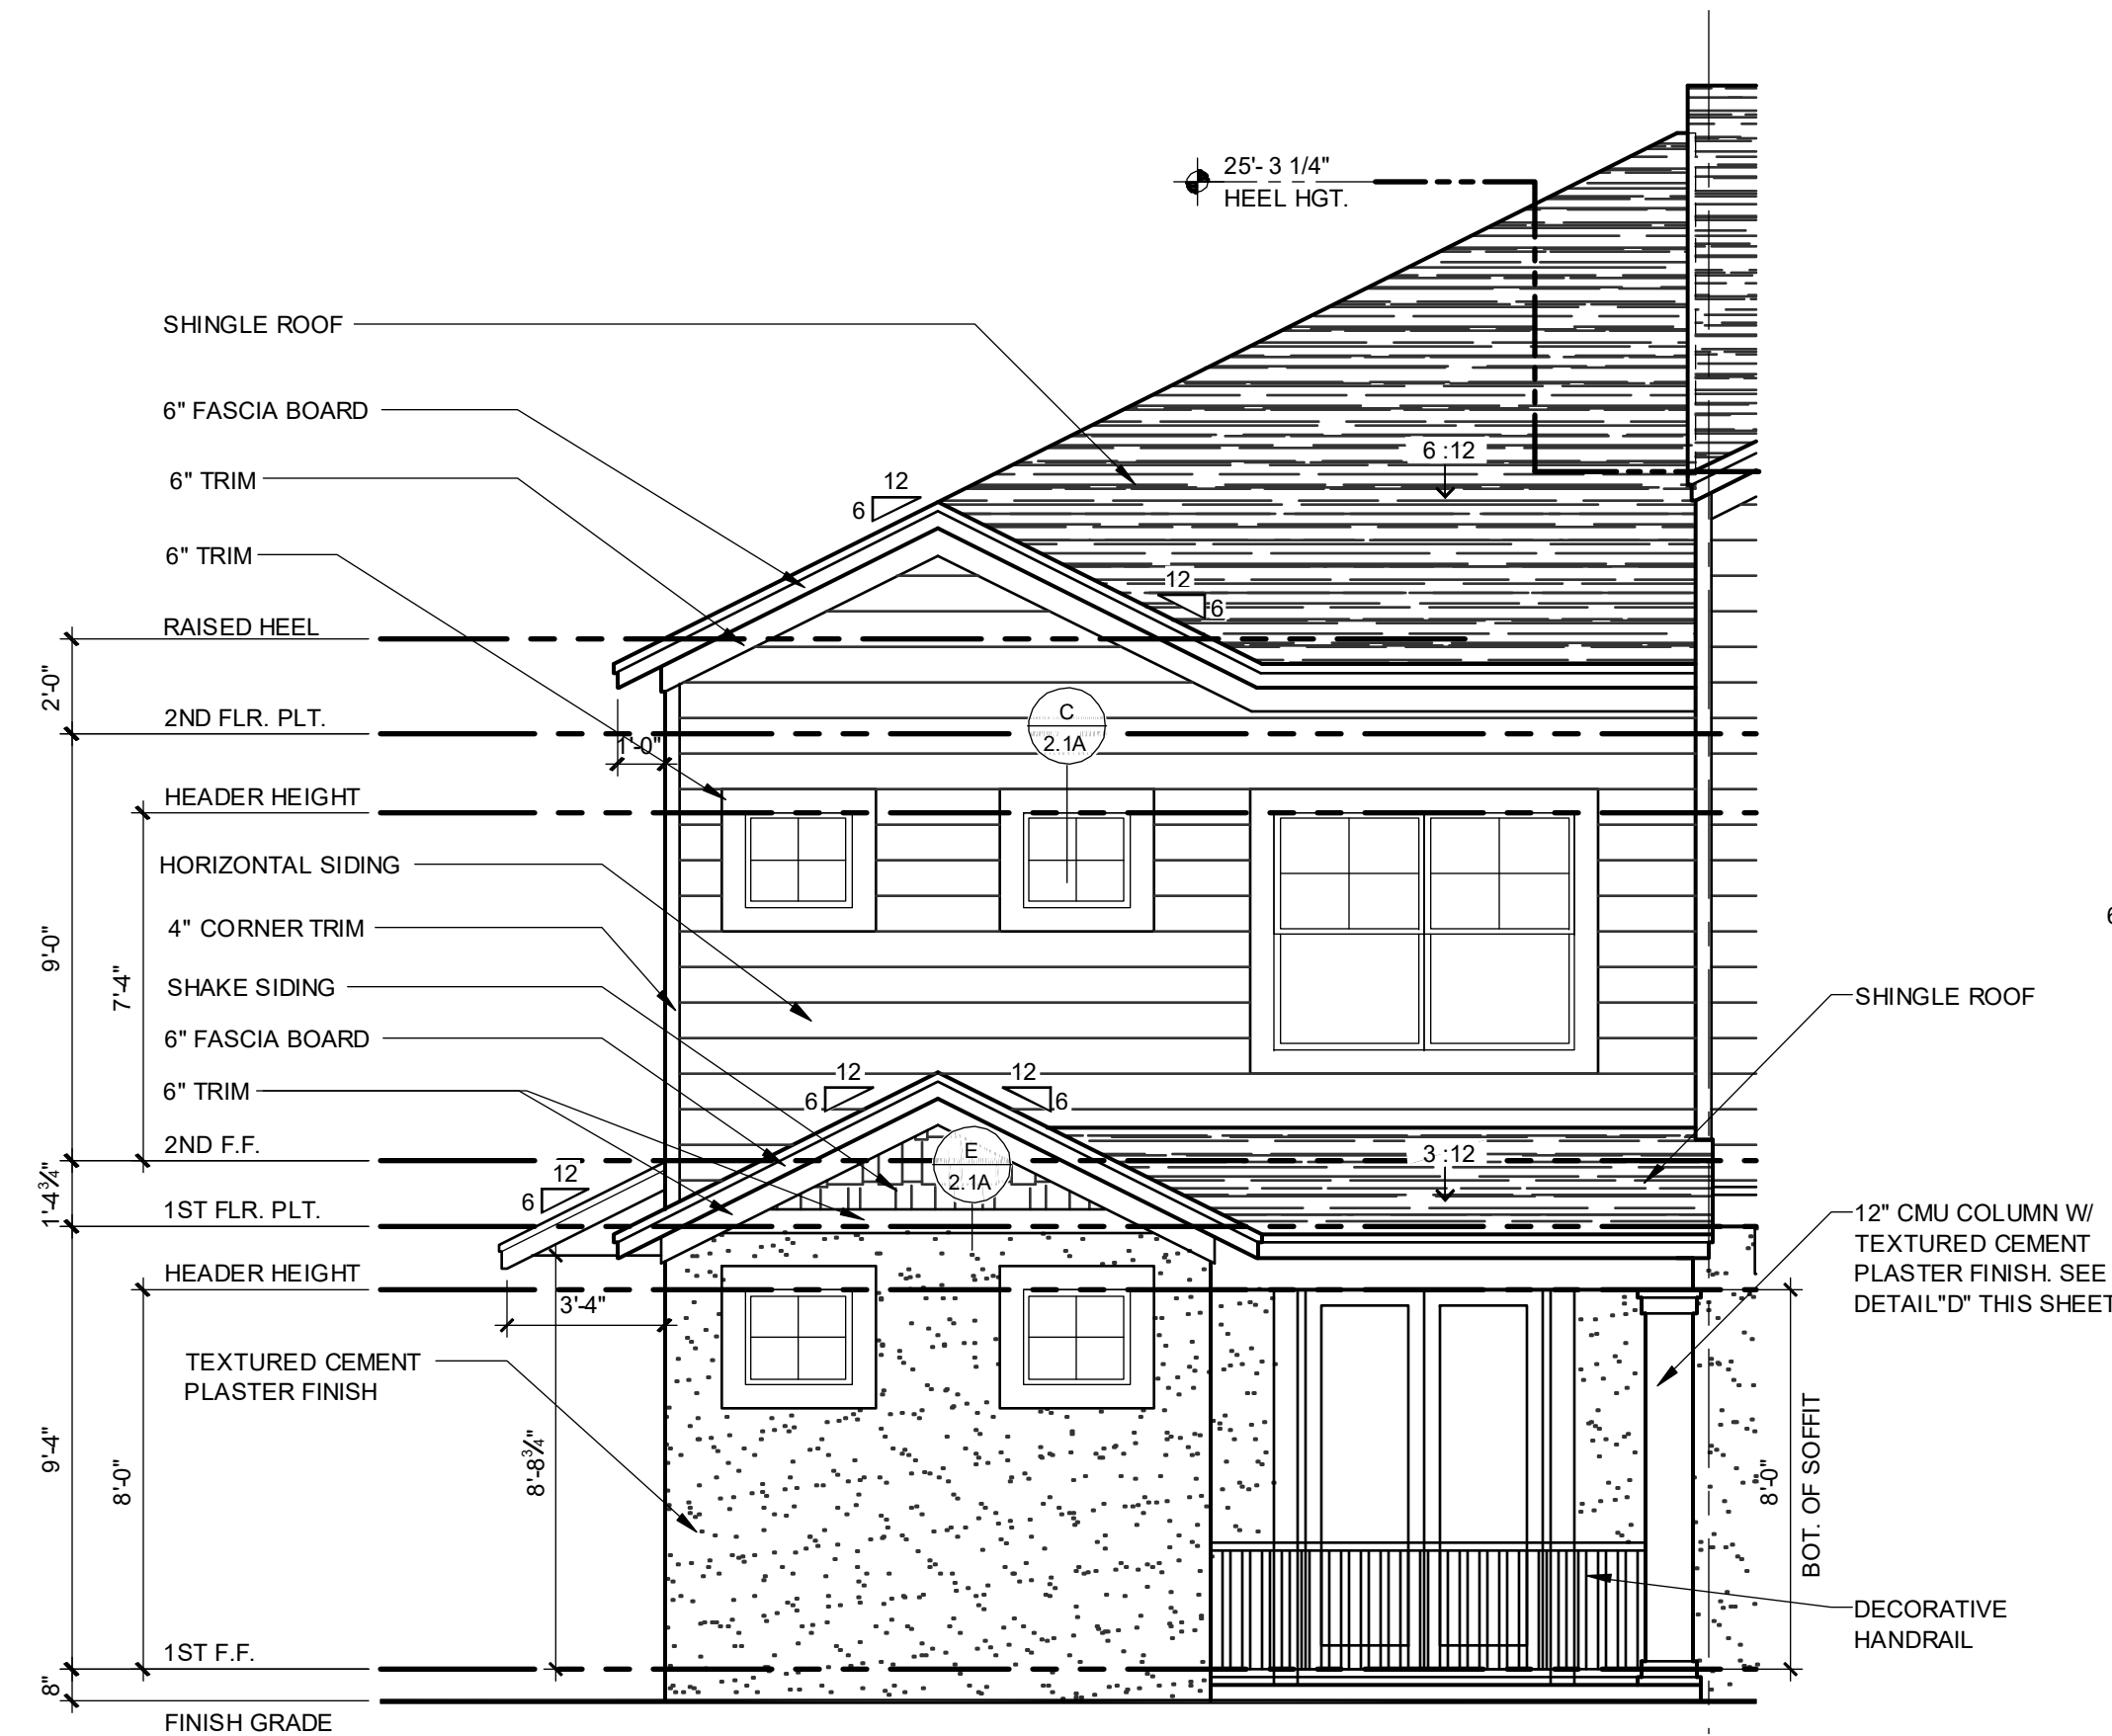 25'- 3 1/4"
HEEL HGT.
SHINGLE ROOF
6" FASCIA BOARD
6 :12
6" TRIM
12
6
6" TRIM
12
6
RAISED HEEL
2'-0"
2ND FLR. PLT.
C
2.1A
1'-0"
HEADER HEIGHT
HORIZONTAL SIDING
9'-0"
7'-4"
4" CORNER TRIM
SHAKE SIDING
SHINGLE ROOF
6" FASCIA BOARD
12
6
12
6
6" TRIM
2ND F.F.
E
2.1A
3 :12
1'-4¾"
12
6
1ST FLR. PLT.
12" CMU COLUMN W/
TEXTURED CEMENT
PLASTER FINISH. SEE
DETAIL"D" THIS SHEET
HEADER HEIGHT
3'-4"
TEXTURED CEMENT
PLASTER FINISH
9'-4"
8'-0"
8'-8¾"
8'-0"
BOT. OF SOFFIT
DECORATIVE
HANDRAIL
1ST F.F.
8"
FINISH GRADE